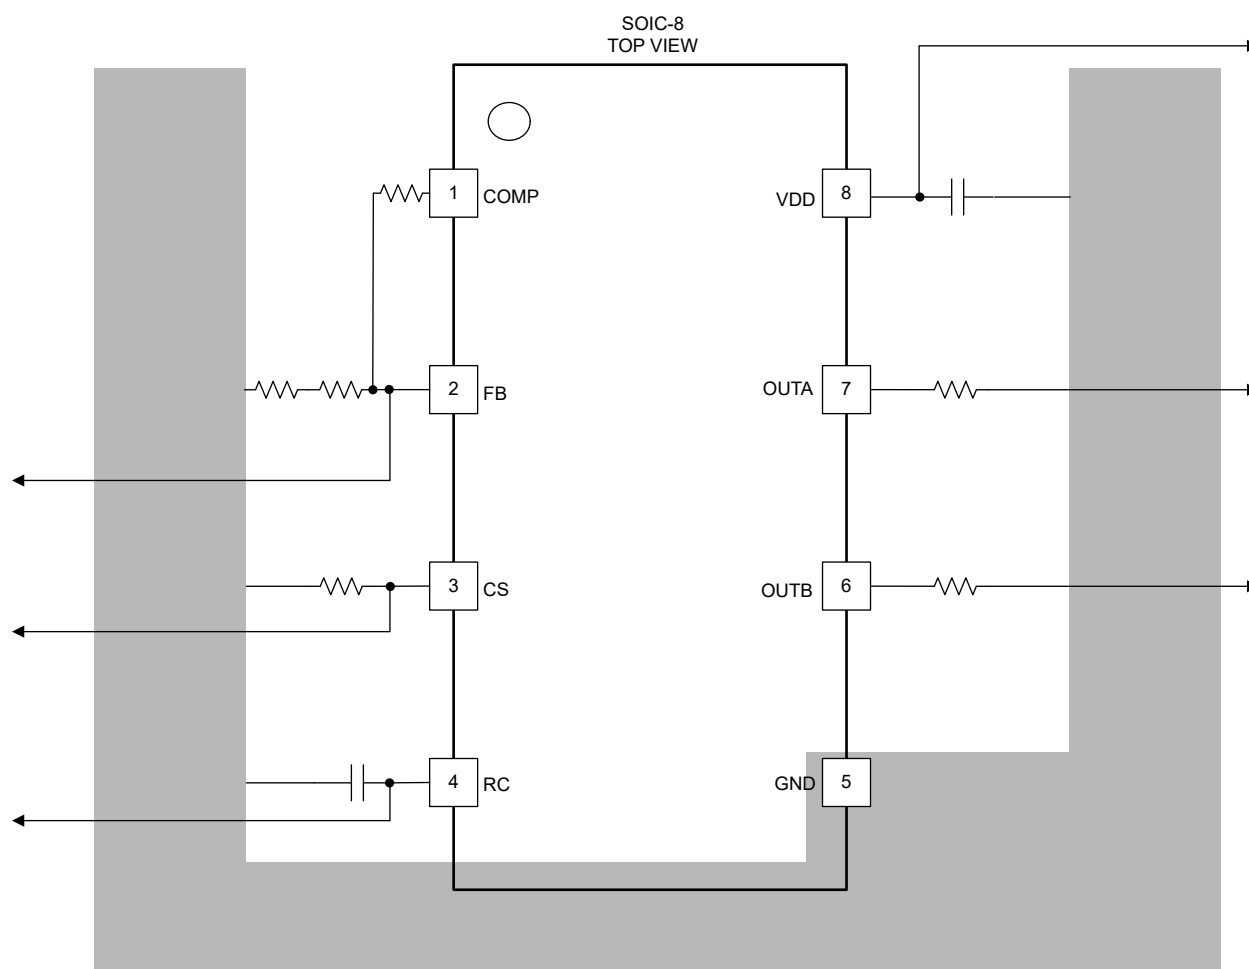 SOIC-8
TOP VIEW
1 COMP
VDD 8
2 FB
OUTA 7
3 CS
OUTB 6
4 RC
GND 5